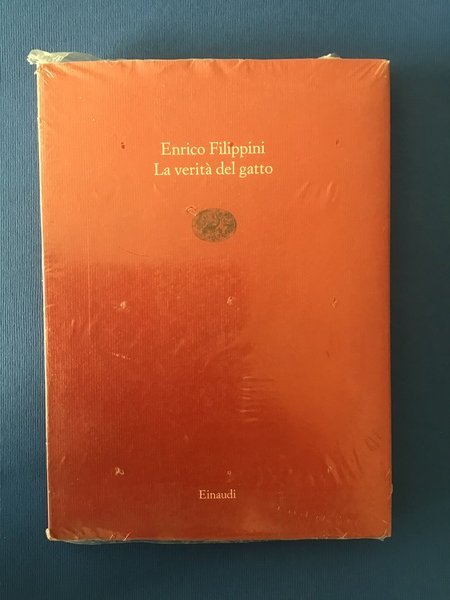 Enrico Filippini
La verità del gatto
Einaudi